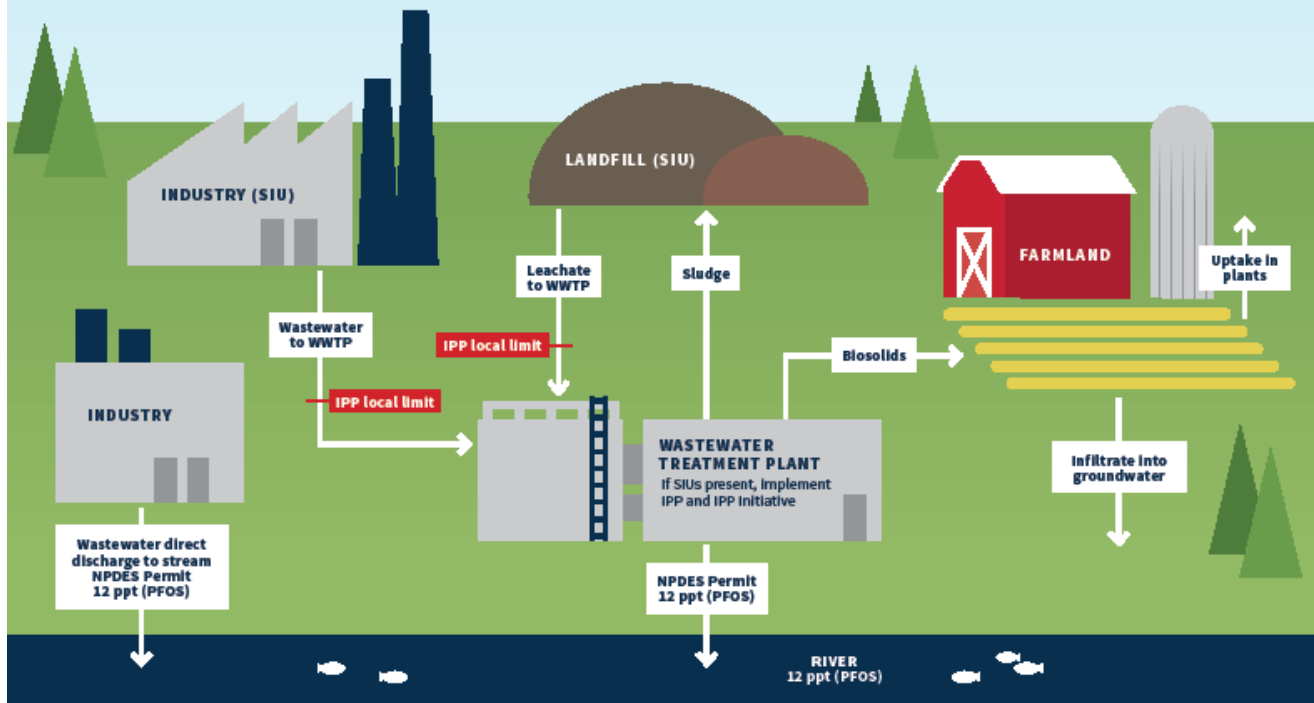 LANDFILL (SIU)
INDUSTRY (SIU)
FARMLAND
Uptake in
plants
Leachate
to WWTP
Sludge
Wastewater
to WWTP
IPP local limit
Biosolids
IPP local limit
INDUSTRY
WASTEWATER
TREATMENT PLANT
If SIUs present, implement
IPP and IPP Initiative
Infiltrate into
groundwater
Wastewater direct
discharge to stream
NPDES Permit
12 ppt (PFOS)
NPDES Permit
12 ppt (PFOS)
RIVER
12 ppt (PFOS)